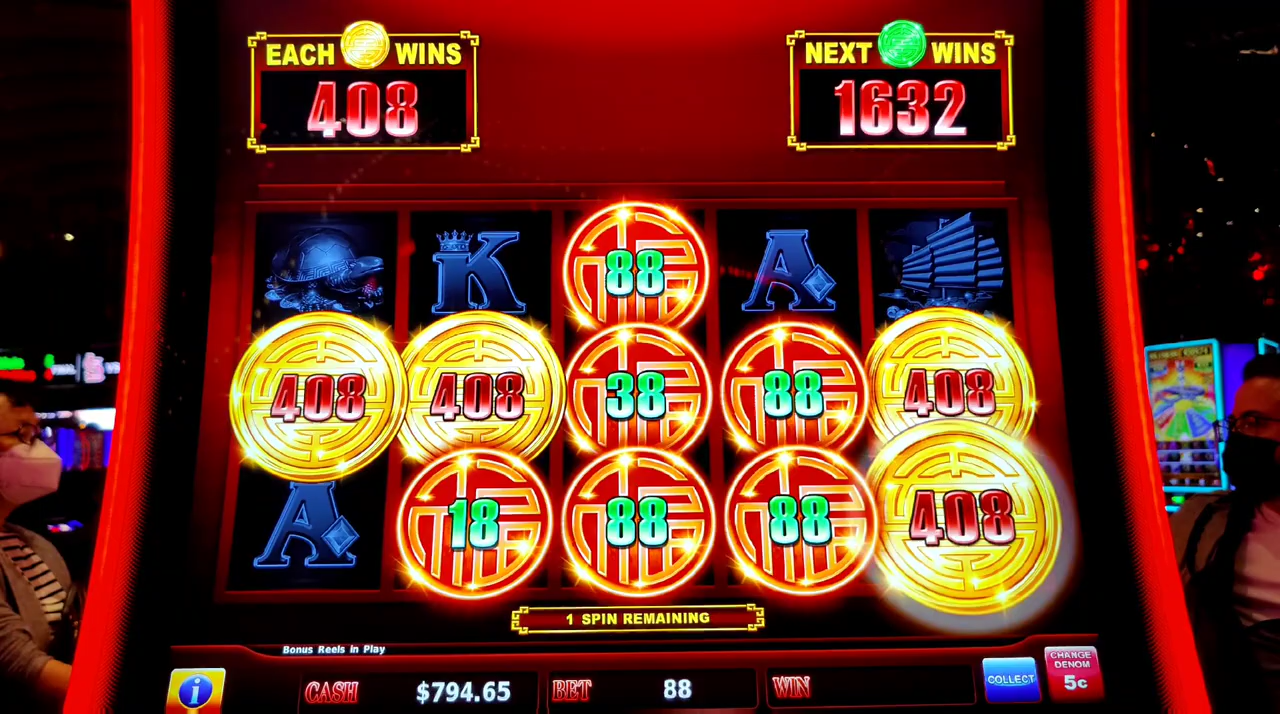 EACH WINS
408
NEXT WINS
1632
K
88
A
408
408
38
88
408
A
18
88
88
408
1 SPIN REMAINING
Bonus Reels in Play
i
CASH $794.65
BET 88
WIN
COLLECT
CHANGE
DENOM
5c